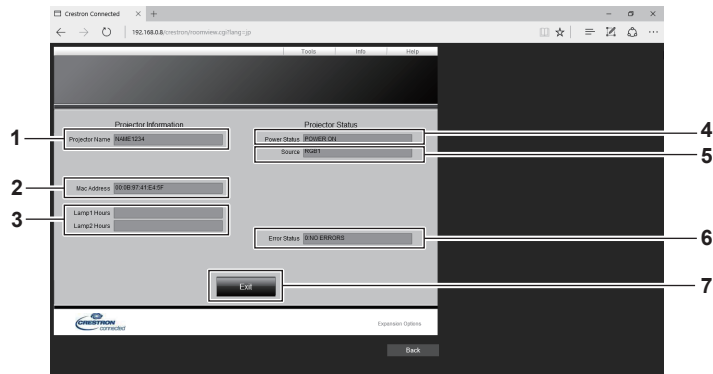 Crestron Connected
192.168.0.8/crestron/roomview.cgi?lang=jp
Tools Info Help
Projector Information
Projector Status
1
Projector Name NAME1234
Power Status POWER ON
4
Source RGB1
5
2
Mac Address 00:0B:97:41:E4:5F
3
Lamp1 Hours
Lamp2 Hours
Error Status 0:NO ERRORS
6
Exit
7
CRESTRON
connected
Expansion Options
Back